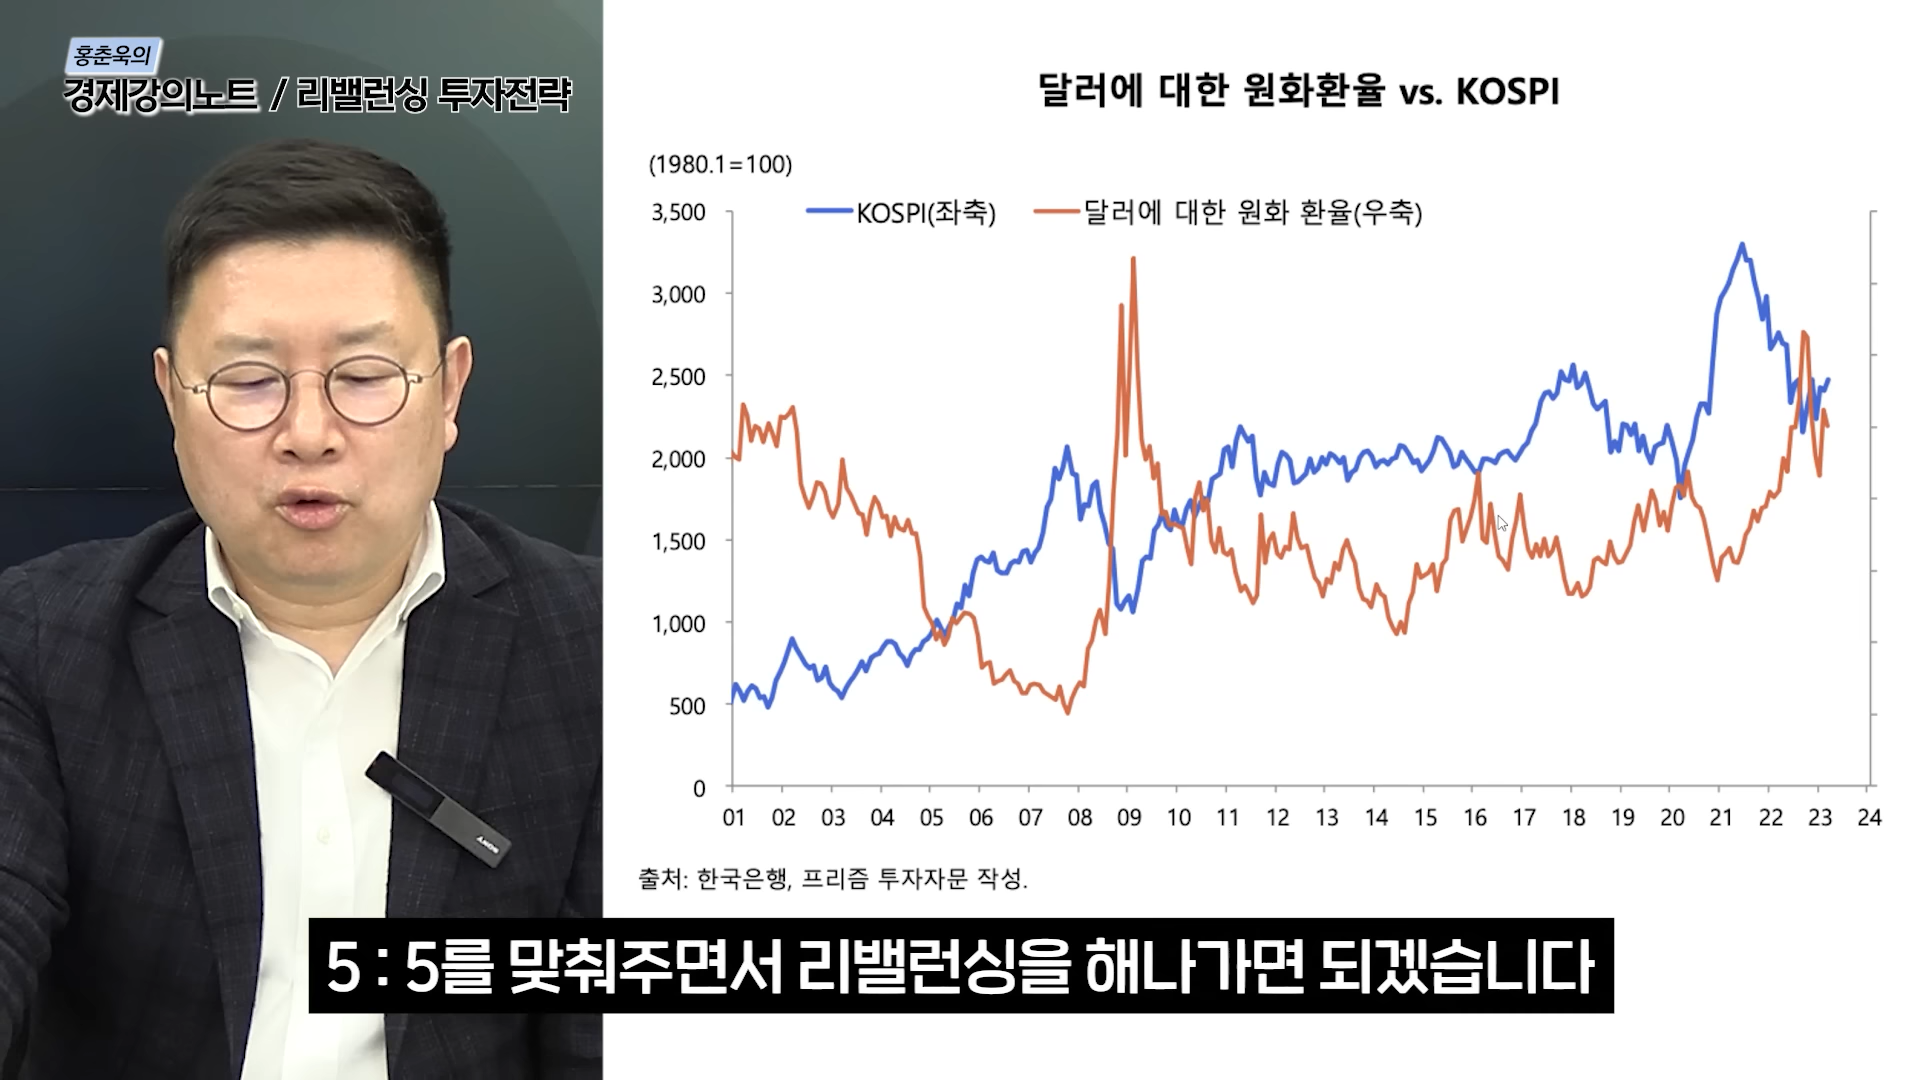 홍춘욱의
경제강의노트 / 리밸런싱 투자전략
달러에 대한 원화환율 vs. KOSPI
(1980.1=100)
KOSPI(좌축)
달러에 대한 원화 환율(우축)
3,500
3,000
2,500
2,000
1,500
1,000
500
0
01 02 03 04 05 06 07 08 09 10 11 12 13 14 15 16 17 18 19 20 21 22 23 24
출처: 한국은행, 프리즘 투자자문 작성.
SONY
5 : 5를 맞춰주면서 리밸런싱을 해나가면 되겠습니다